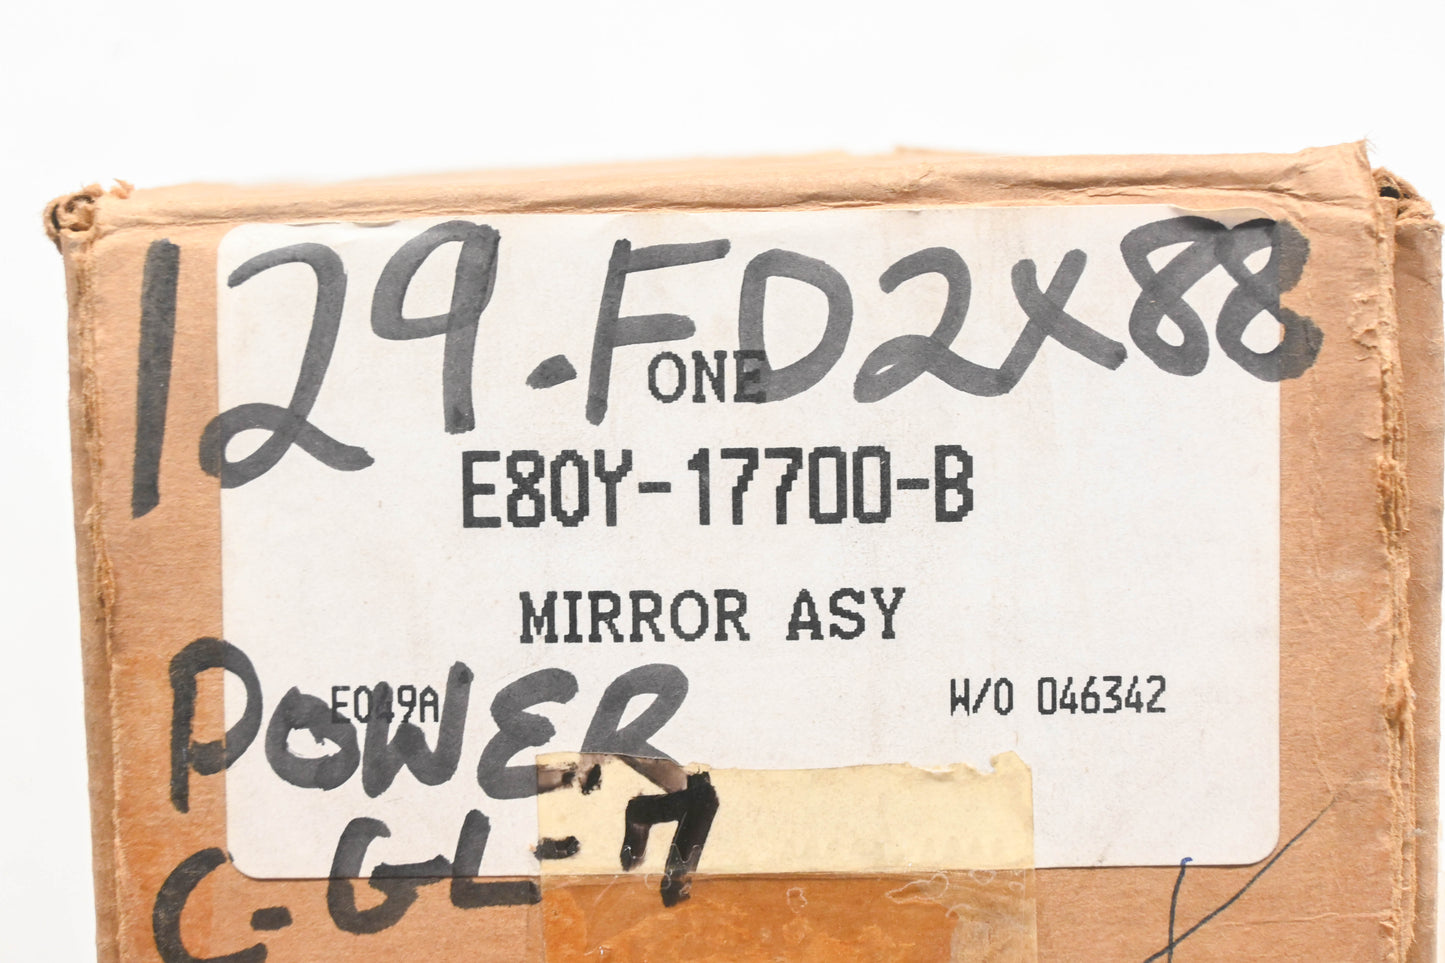 129.FD2X88
ONE
E80Y-17700-B
MIRROR ASY
E049A W/O 046342
POWER
C-GL-7